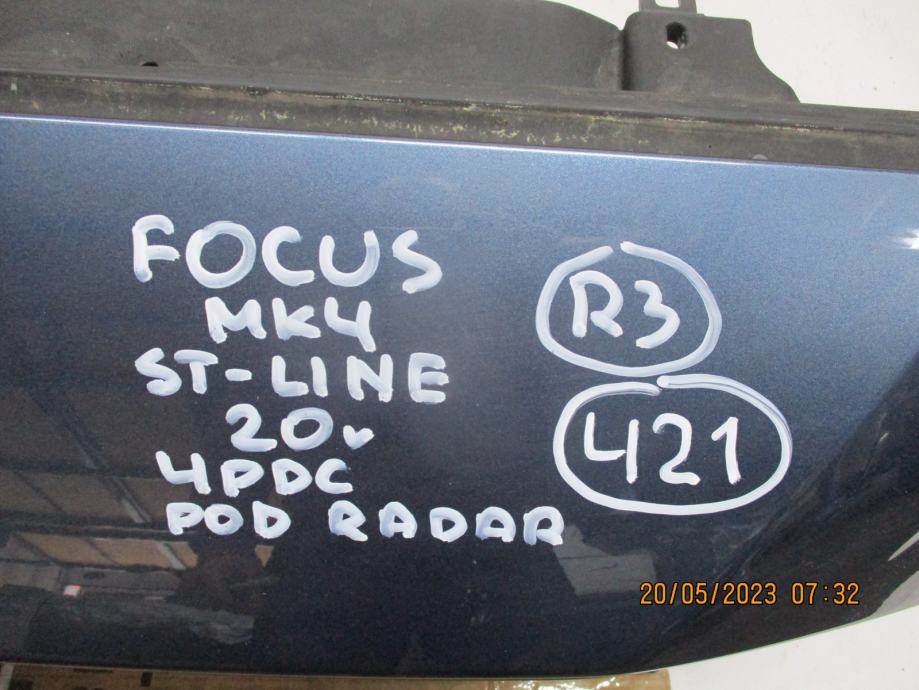 FOCUS
MK4
ST-LINE
20v
4PDC
POD RADAR
R3
421
20/05/2023 07:32